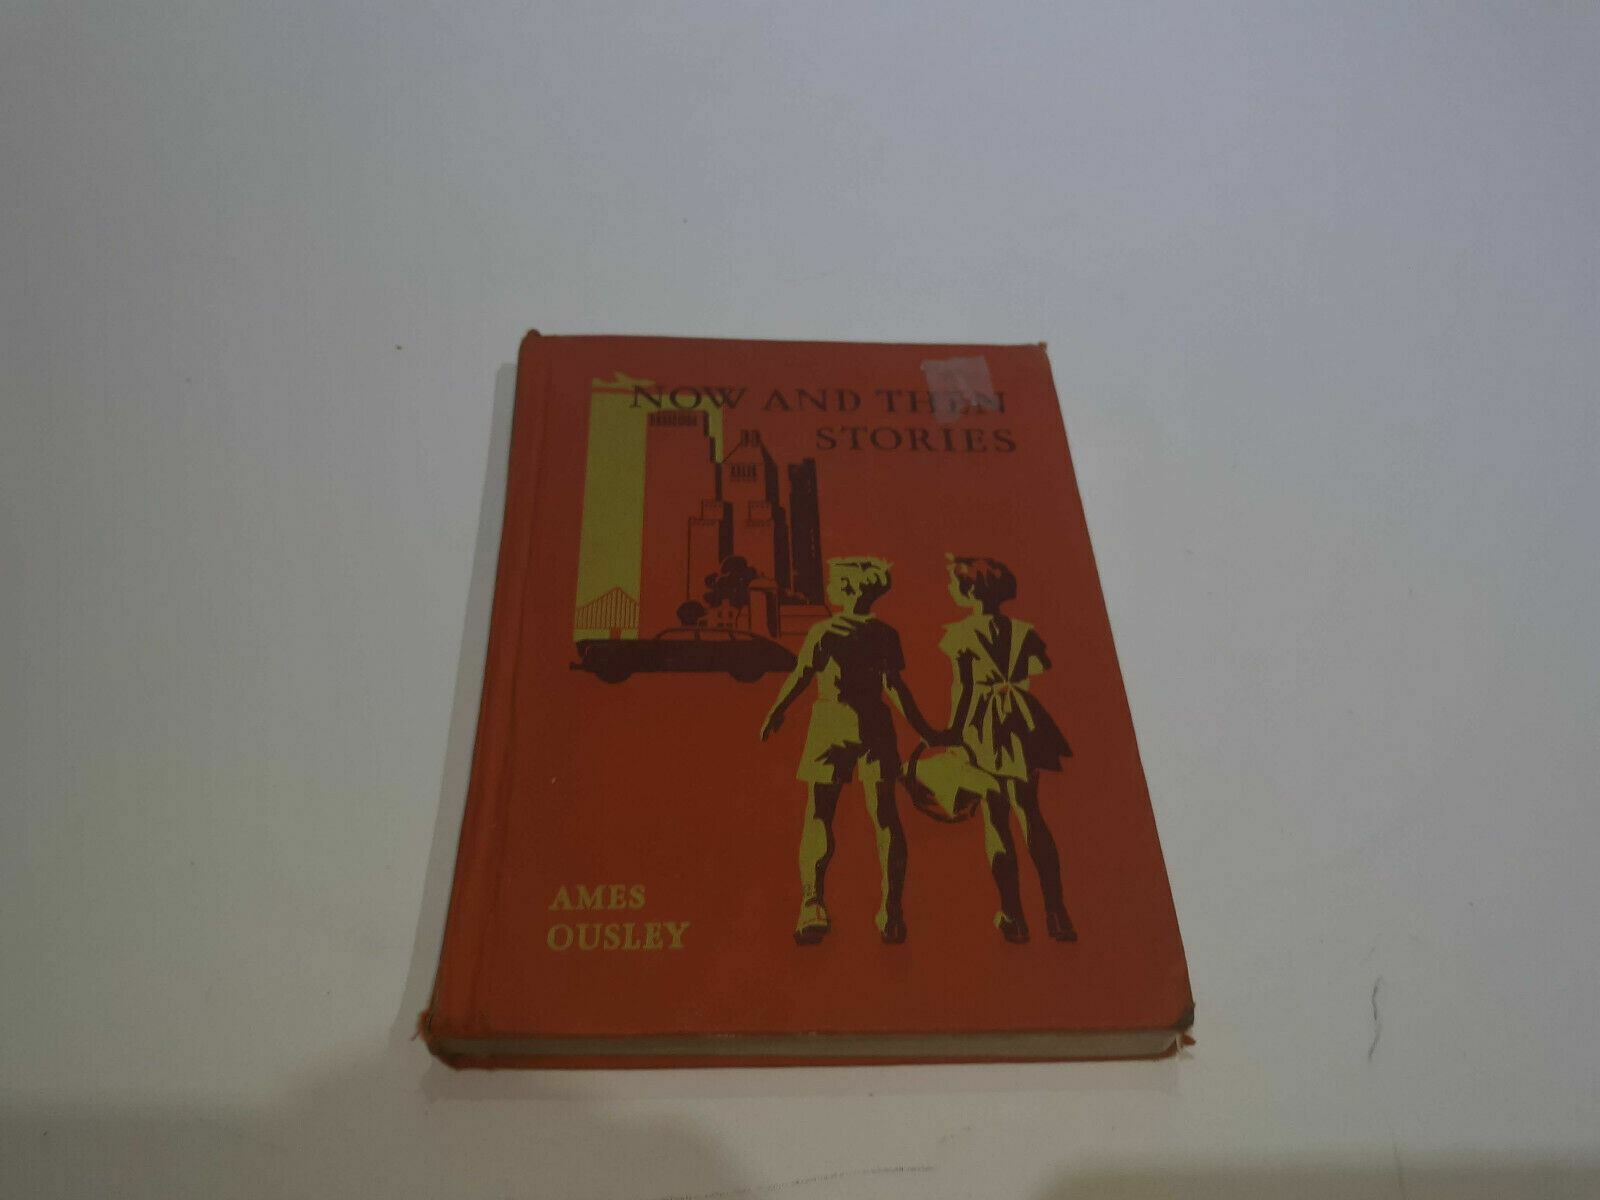 NOW AND THEN
STORIES
AMES
OUSLEY